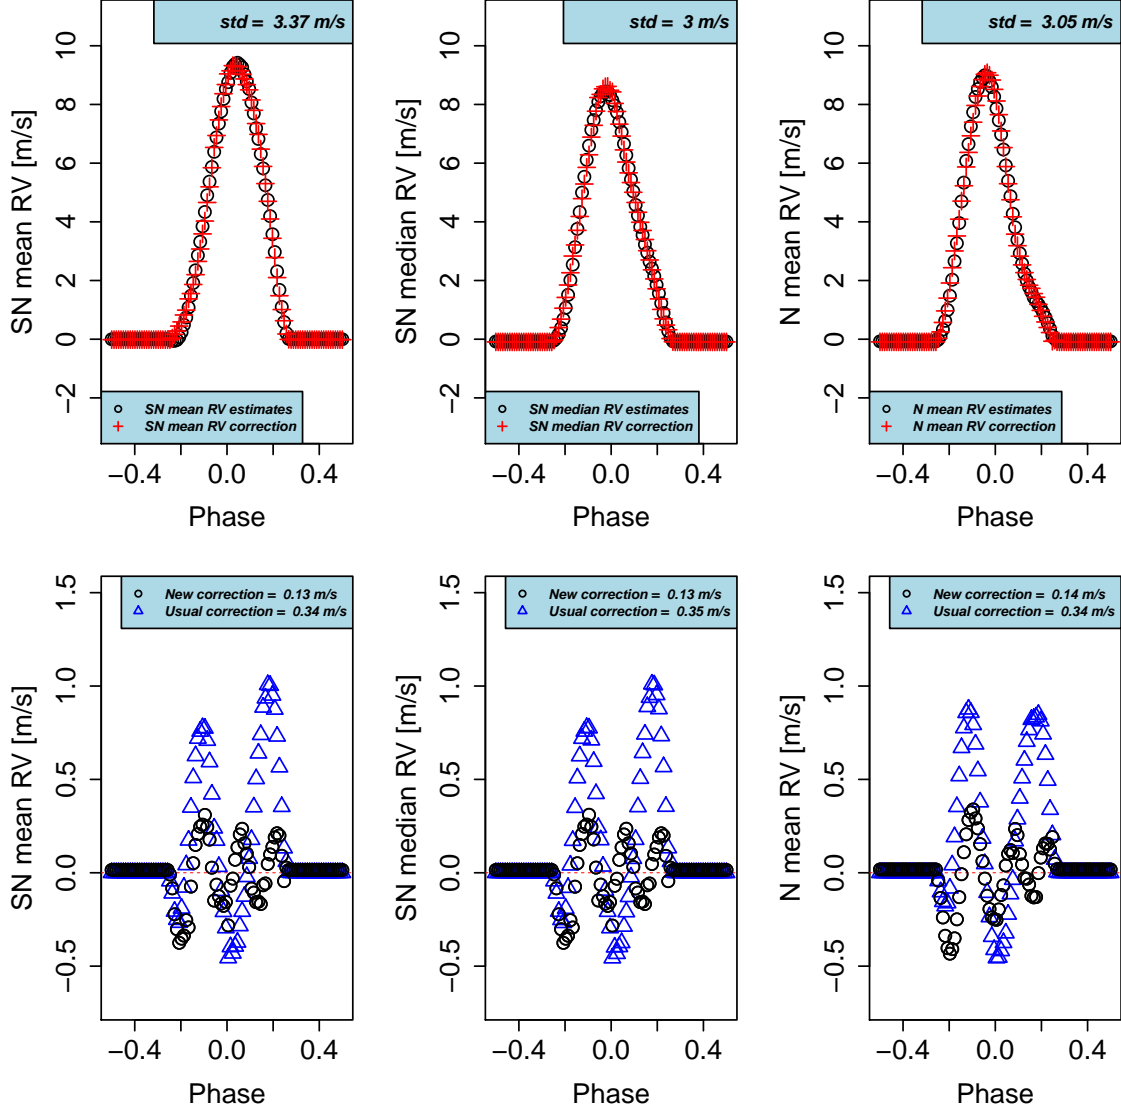 std = 3.37 m/s
SN mean RV [m/s]
10
8
6
4
2
0
−2
SN mean RV estimates
SN mean RV correction
−0.4 0.0 0.4
Phase
std = 3 m/s
SN median RV [m/s]
10
8
6
4
2
0
−2
SN median RV estimates
SN median RV correction
−0.4 0.0 0.4
Phase
std = 3.05 m/s
N mean RV [m/s]
10
8
6
4
2
0
−2
N mean RV estimates
N mean RV correction
−0.4 0.0 0.4
Phase
New correction = 0.13 m/s
Usual correction = 0.34 m/s
SN mean RV [m/s]
1.5
1.0
0.5
0.0
−0.5
−0.4 0.0 0.4
Phase
New correction = 0.13 m/s
Usual correction = 0.35 m/s
SN median RV [m/s]
1.5
1.0
0.5
0.0
−0.5
−0.4 0.0 0.4
Phase
New correction = 0.14 m/s
Usual correction = 0.34 m/s
N mean RV [m/s]
1.5
1.0
0.5
0.0
−0.5
−0.4 0.0 0.4
Phase